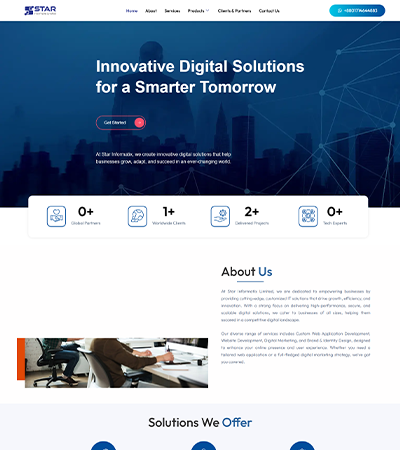 STAR
Home About Services Products Clients & Partners Contact Us
Innovative Digital Solutions
for a Smarter Tomorrow
Get Started
At Star Informatix, we create innovative digital solutions that help
businesses grow, adapt, and succeed in an ever-changing world.
0+ 1+ 2+ 0+
Global Partners Worldwide Clients Delivered Projects Tech Experts
About Us
At Star Informatix Limited, we are dedicated to empowering businesses by
providing cutting-edge, customized IT solutions that drive growth, efficiency, and
innovation. With a strong focus on delivering high-performance, secure, and
scalable digital solutions, we cater to businesses of all sizes, helping them
succeed in a competitive digital landscape.
Our diverse range of services includes Custom Web Application Development,
Website Development, Digital Marketing, and Brand & Identity Design, designed
to enhance your online presence and user experience. Whether you need a
tailored web application or a full-fledged digital marketing strategy, we've got
you covered.
Solutions We Offer